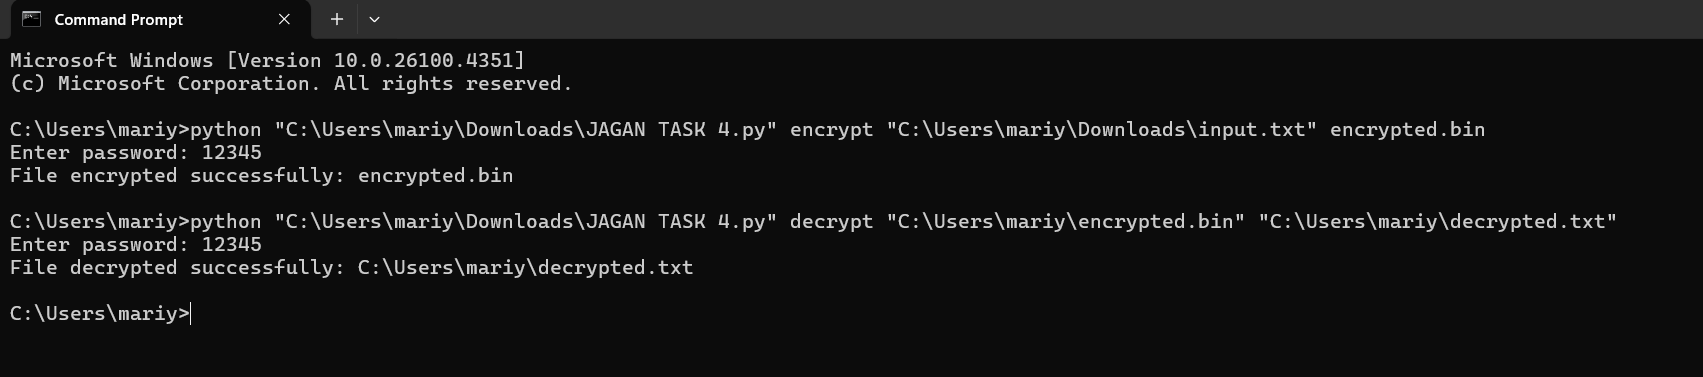 Command Prompt
Microsoft Windows [Version 10.0.26100.4351]
(c) Microsoft Corporation. All rights reserved.
C:\Users\mariy>python "C:\Users\mariy\Downloads\JAGAN TASK 4.py" encrypt "C:\Users\mariy\Downloads\input.txt" encrypted.bin
Enter password: 12345
File encrypted successfully: encrypted.bin
C:\Users\mariy>python "C:\Users\mariy\Downloads\JAGAN TASK 4.py" decrypt "C:\Users\mariy\encrypted.bin" "C:\Users\mariy\decrypted.txt"
Enter password: 12345
File decrypted successfully: C:\Users\mariy\decrypted.txt
C:\Users\mariy>